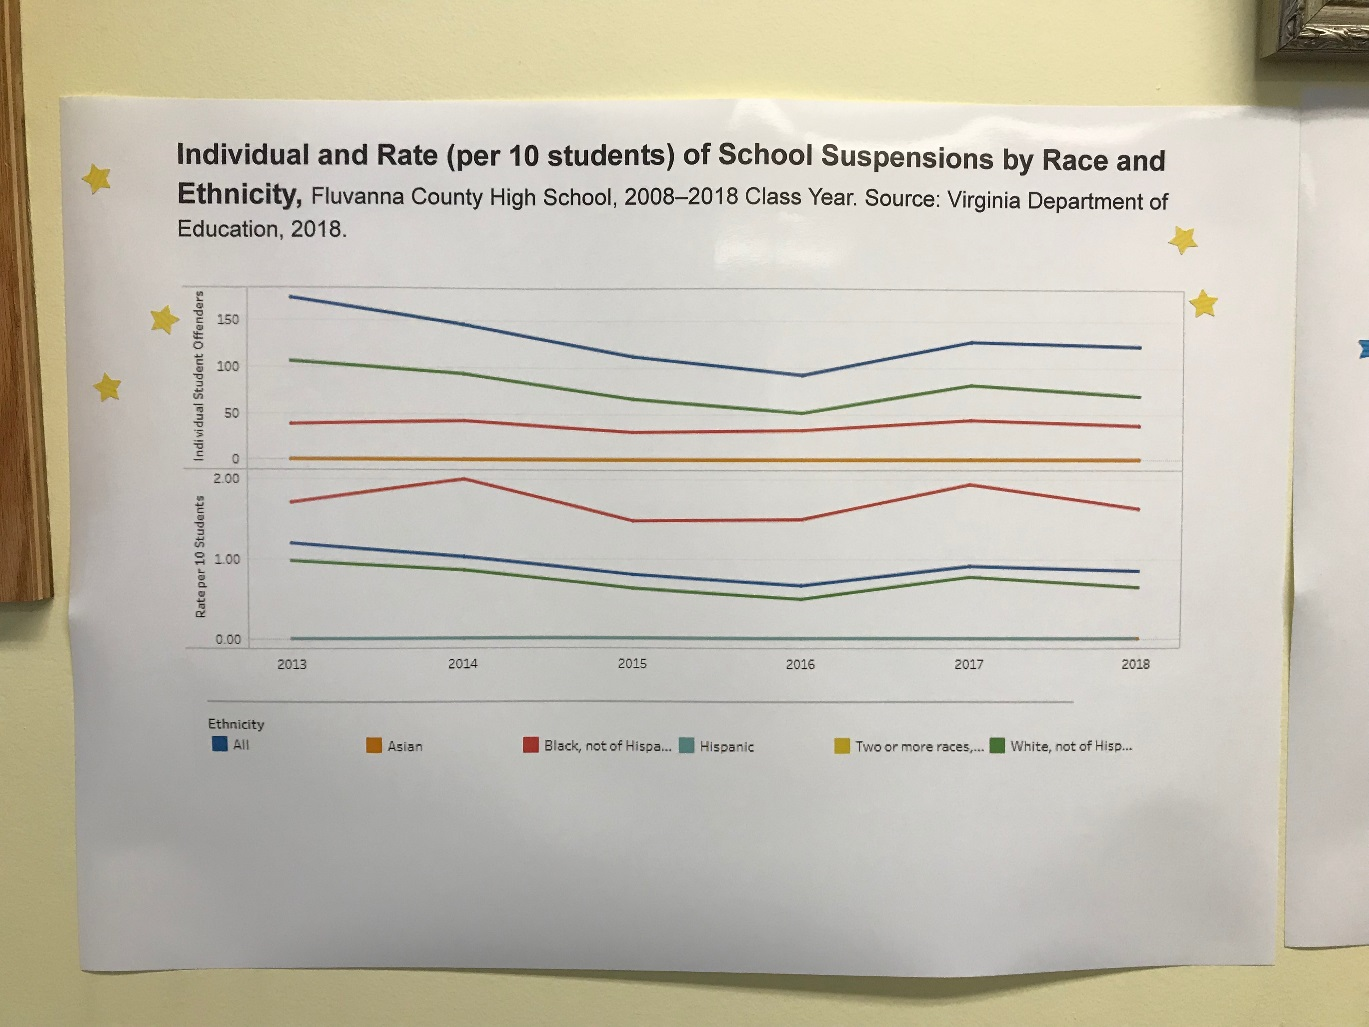 Individual and Rate (per 10 students) of School Suspensions by Race and
Ethnicity, Fluvanna County High School, 2008–2018 Class Year. Source: Virginia Department of
Education, 2018.
Individual Student Offenders
150
100
50
0
Rate per 10 Students
2.00
1.00
0.00
2013 2014 2015 2016 2017 2018
Ethnicity
All Asian Black, not of Hispa... Hispanic Two or more races,... White, not of Hisp...